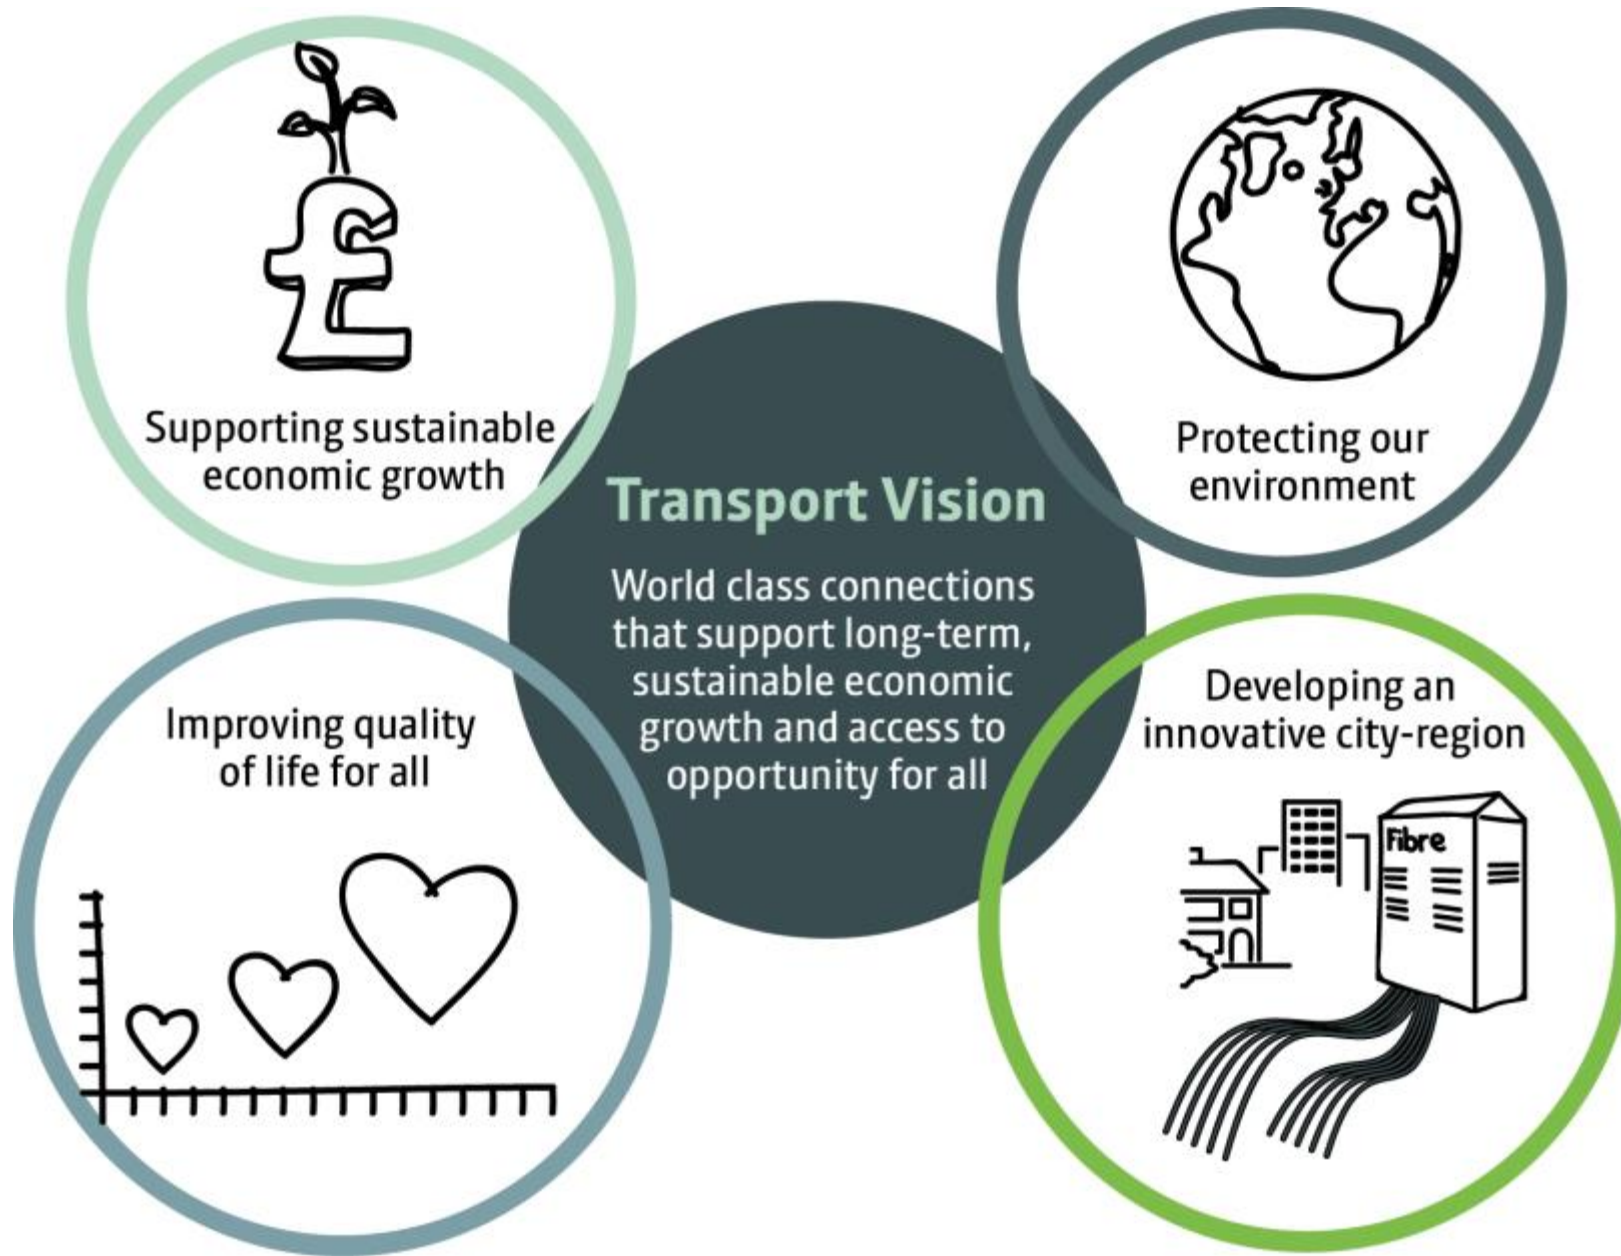 Supporting sustainable
economic growth
Protecting our
environment
Transport Vision
World class connections
that support long-term,
sustainable economic
growth and access to
opportunity for all
Improving quality
of life for all
Developing an
innovative city-region
Fibre